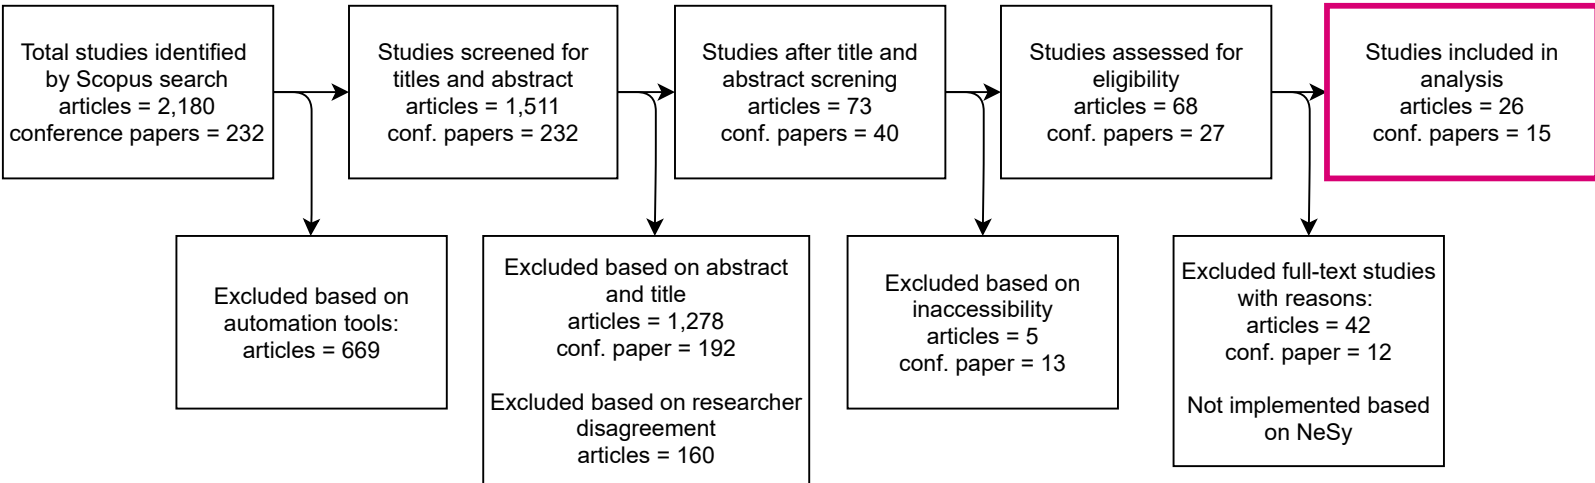 Total studies identified
by Scopus search
articles = 2,180
conference papers = 232
Studies screened for
titles and abstract
articles = 1,511
conf. papers = 232
Studies after title and
abstract screning
articles = 73
conf. papers = 40
Studies assessed for
eligibility
articles = 68
conf. papers = 27
Studies included in
analysis
articles = 26
conf. papers = 15
Excluded based on
automation tools:
articles = 669
Excluded based on abstract
and title
articles = 1,278
conf. paper = 192
Excluded based on researcher
disagreement
articles = 160
Excluded based on
inaccessibility
articles = 5
conf. paper = 13
Excluded full-text studies
with reasons:
articles = 42
conf. paper = 12
Not implemented based
on NeSy